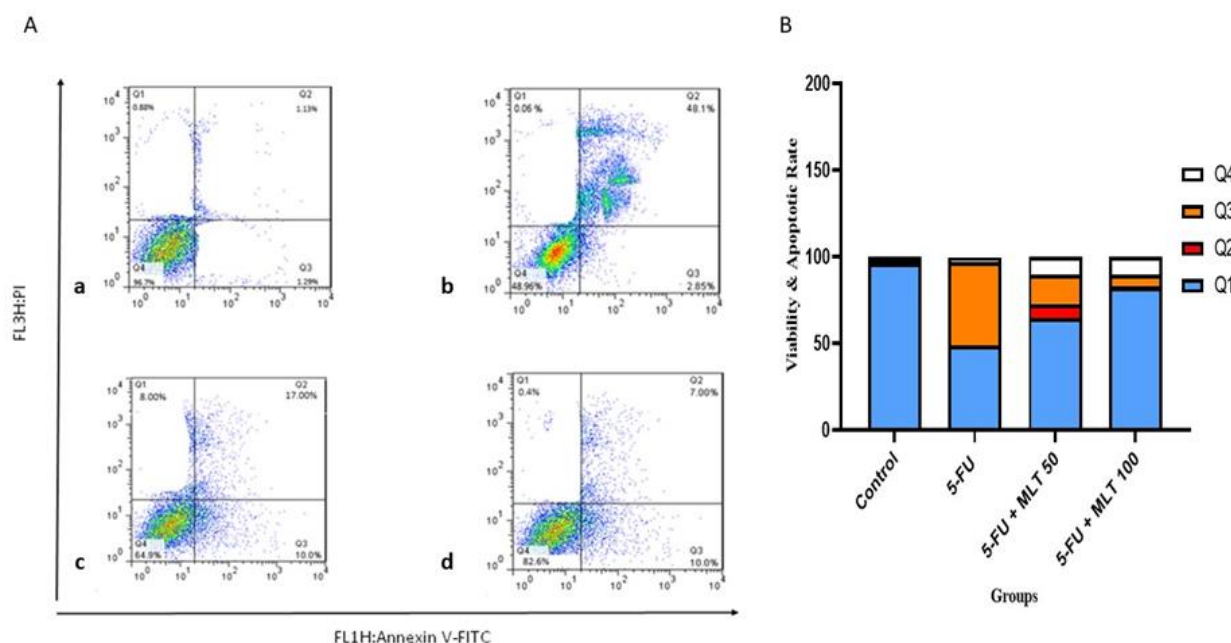 A
B
Q1
0.88%
Q2
1.13%
10⁴
10³
10²
10¹
10⁰
Q4
96.7%
Q3
1.29%
10⁰ 10¹ 10² 10³ 10⁴
a
Q1
0.06 %
Q2
48.1%
10⁴
10³
10²
10¹
10⁰
Q4
48.96%
Q3
2.85%
10⁰ 10¹ 10² 10³ 10⁴
b
FL3H:PI
Q1
8.00%
Q2
17.00%
10⁴
10³
10²
10¹
10⁰
Q4
64.9%
Q3
10.0%
10⁰ 10¹ 10² 10³ 10⁴
c
Q1
0.4%
Q2
7.00%
10⁴
10³
10²
10¹
10⁰
Q4
82.6%
Q3
10.0%
10⁰ 10¹ 10² 10³ 10⁴
d
FL1H:Annexin V-FITC
Viability & Apoptotic Rate
200
150
100
50
0
Q4
Q3
Q2
Q1
Control
5-FU
5-FU + MLT 50
5-FU + MLT 100
Groups